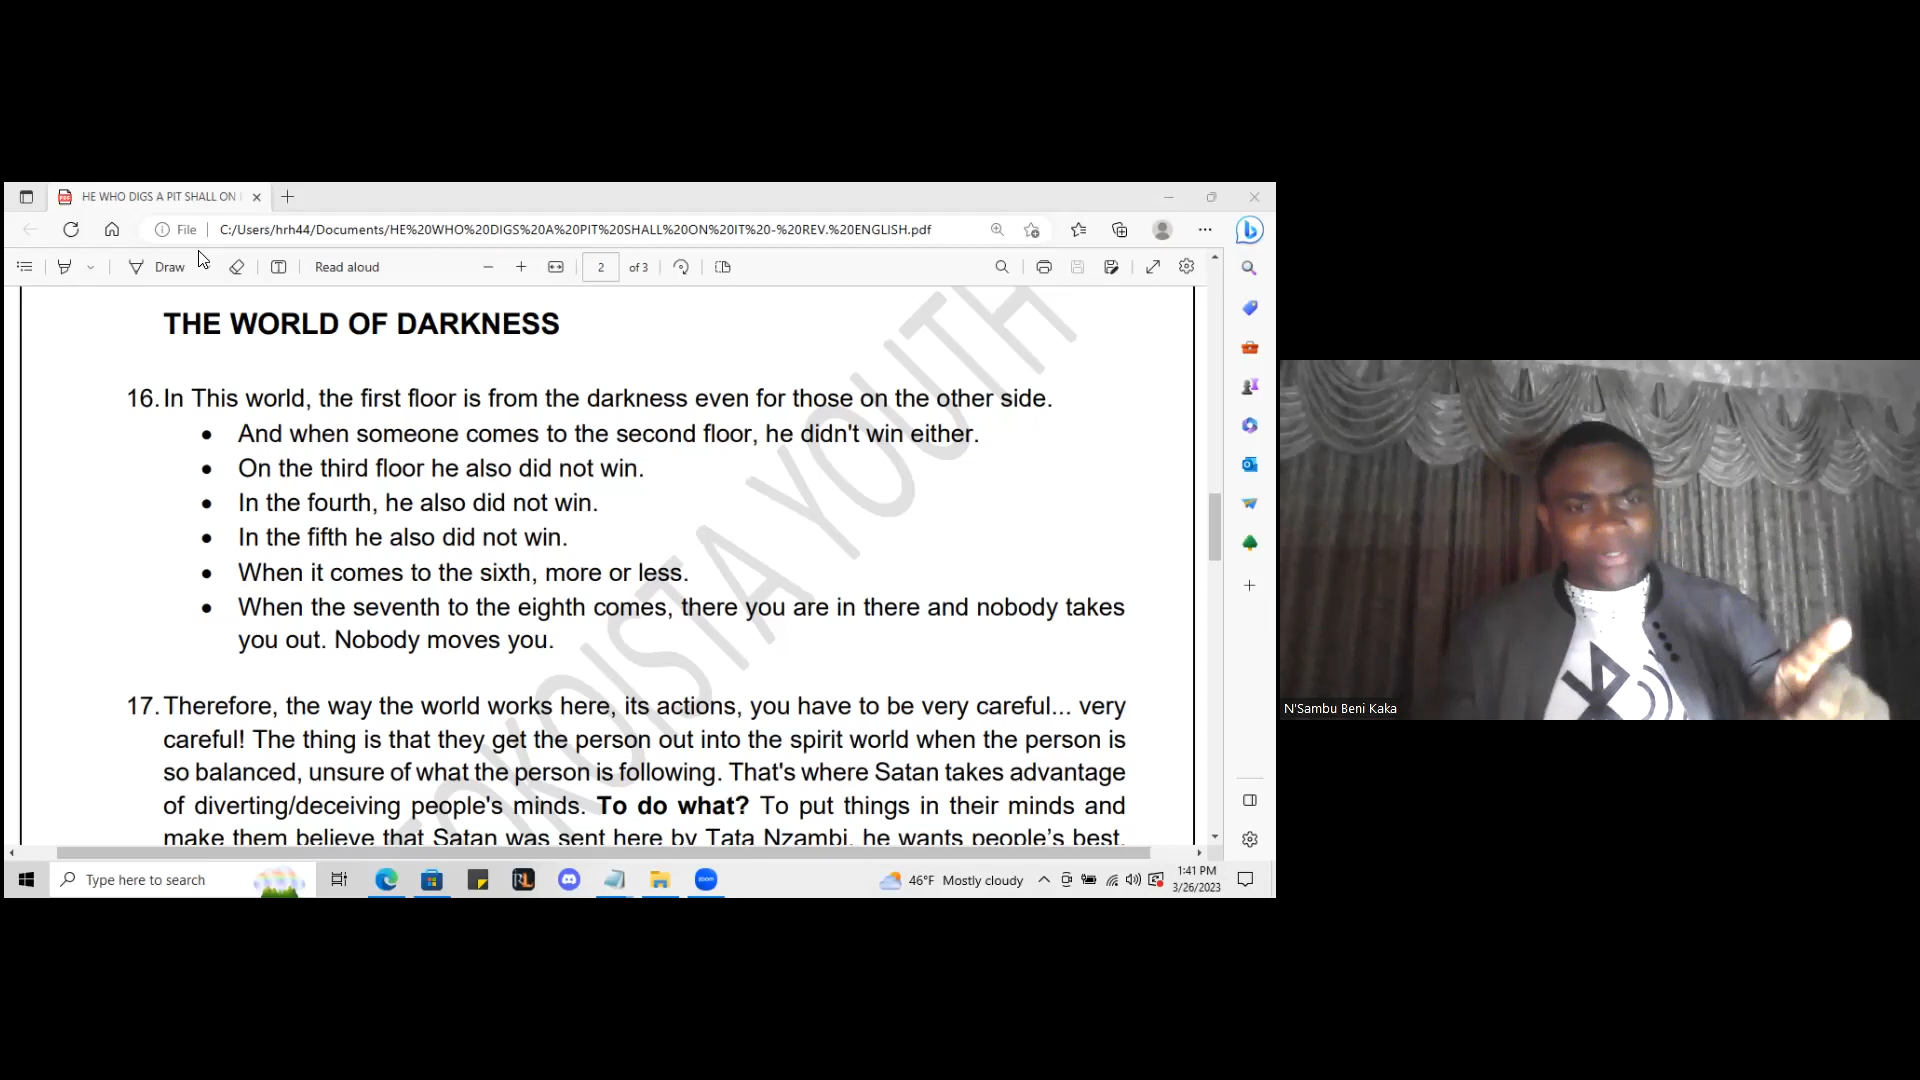 HE WHO DIGS A PIT SHALL ON
File
C:/Users/hrh44/Documents/HE%20WHO%20DIGS%20A%20PIT%20SHALL%20ON%20IT%20-%20REV.%20ENGLISH.pdf
Draw
Read aloud
2
of 3
THE WORLD OF DARKNESS
16. In This world, the first floor is from the darkness even for those on the other side.
• And when someone comes to the second floor, he didn't win either.
• On the third floor he also did not win.
• In the fourth, he also did not win.
• In the fifth he also did not win.
• When it comes to the sixth, more or less.
• When the seventh to the eighth comes, there you are in there and nobody takes
you out. Nobody moves you.
17. Therefore, the way the world works here, its actions, you have to be very careful... very
careful! The thing is that they get the person out into the spirit world when the person is
so balanced, unsure of what the person is following. That's where Satan takes advantage
of diverting/deceiving people's minds. To do what? To put things in their minds and
make them believe that Satan was sent here by Tata Nzambi, he wants people's best.
TOKOISTA YOUTH
N'Sambu Beni Kaka
Type here to search
zoom
46°F Mostly cloudy
1:41 PM
3/26/2023